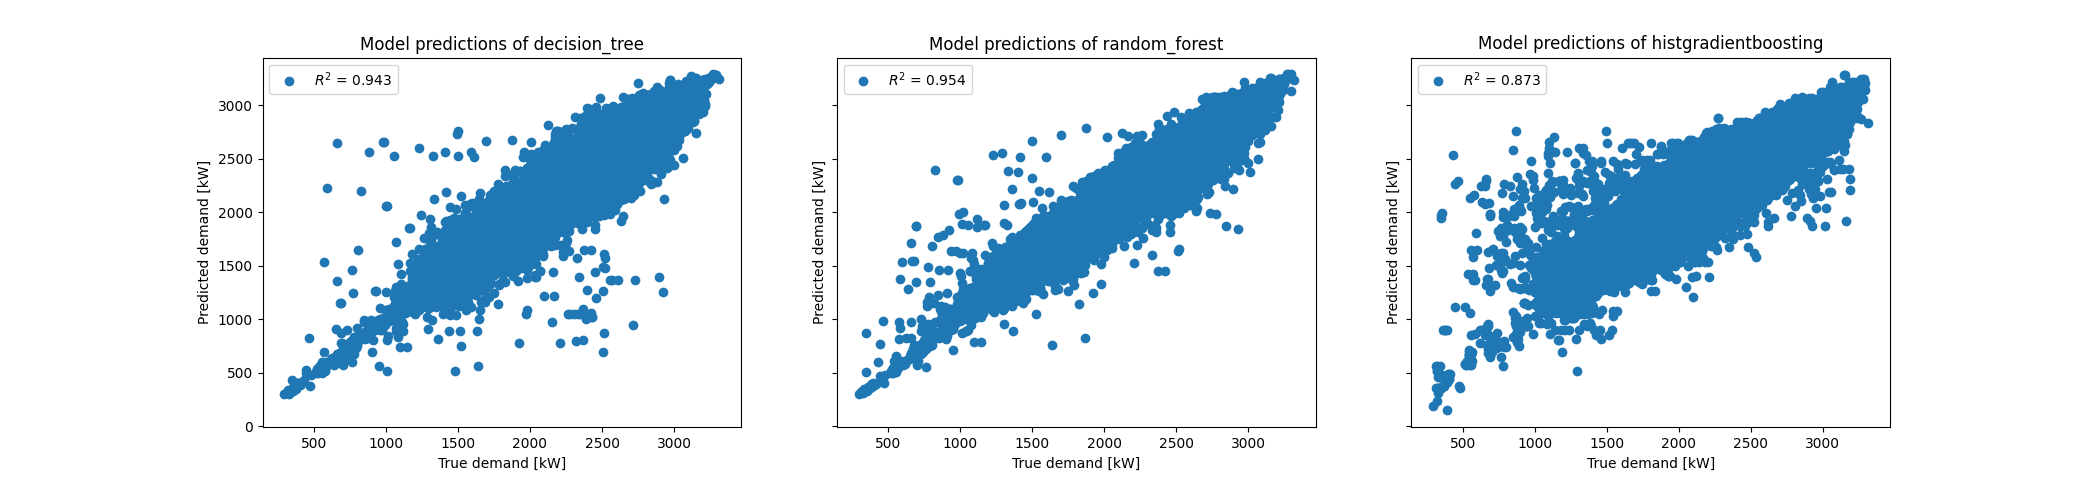 Model predictions of decision_tree
R² = 0.943
Predicted demand [kW]
3000
2500
2000
1500
1000
500
0
500 1000 1500 2000 2500 3000
True demand [kW]
Model predictions of random_forest
R² = 0.954
Predicted demand [kW]
500 1000 1500 2000 2500 3000
True demand [kW]
Model predictions of histgradientboosting
R² = 0.873
Predicted demand [kW]
500 1000 1500 2000 2500 3000
True demand [kW]